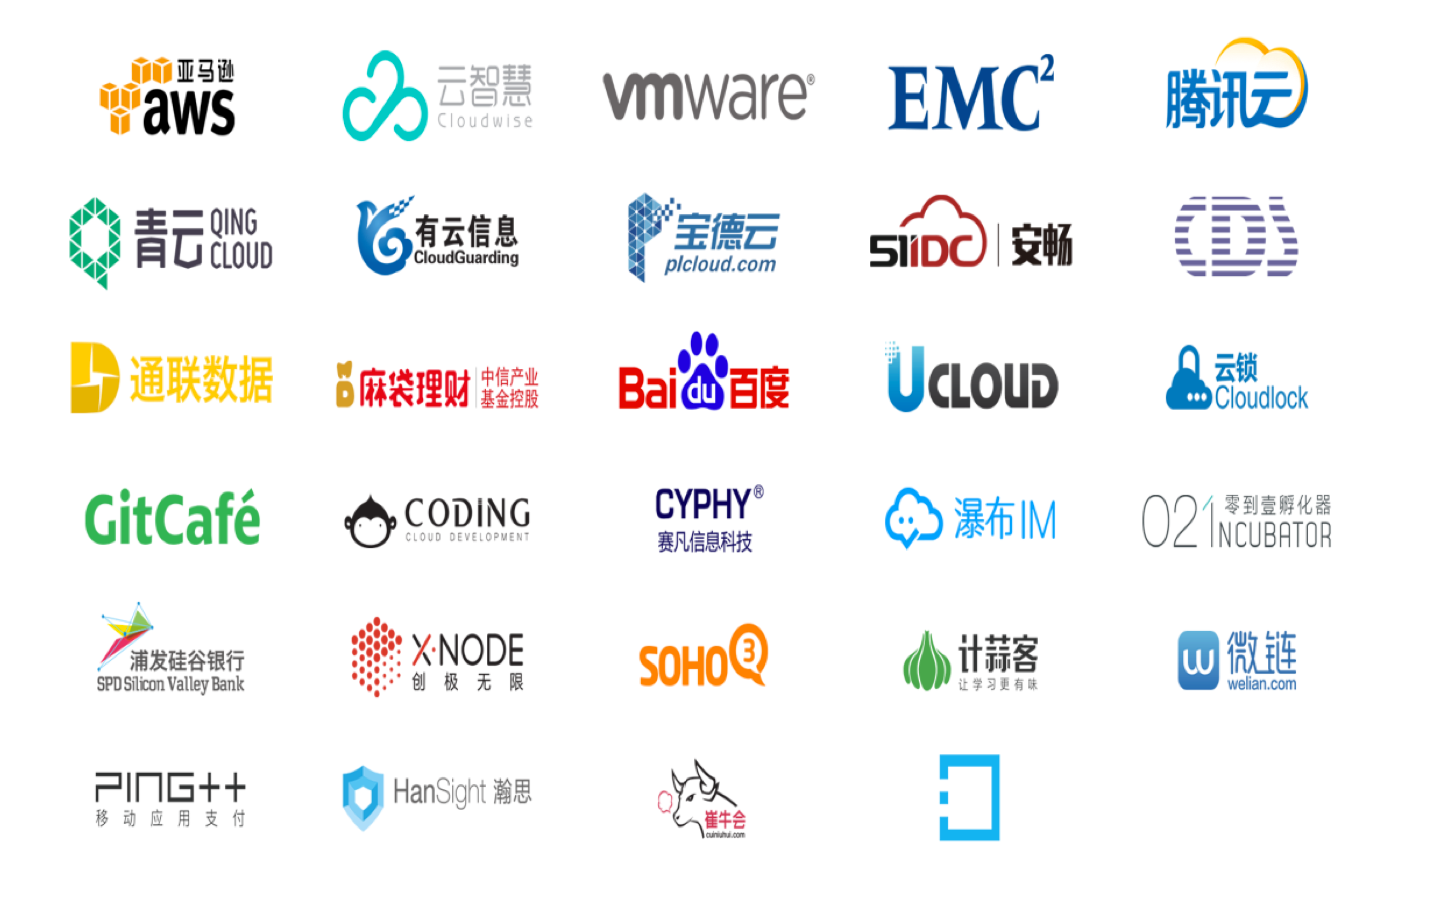 亚马逊
aws
云智慧
Cloudwise
vmware®
EMC²
腾讯云
青云 QING
CLOUD
有云信息
CloudGuarding
宝德云
plcloud.com
51IDC 安畅
CDS
通联数据
麻袋理财 中信产业
基金控股
Bai du 百度
UCLOUD
云锁
Cloudlock
GitCafé
CODING
CLOUD DEVELOPMENT
CYPHY®
赛凡信息科技
瀑布IM
零到壹孵化器
021NCUBATOR
浦发硅谷银行
SPD Silicon Valley Bank
X·NODE
创极无限
SOHO 3Q
计蒜客
让学习更有味
w 微链
welian.com
PING++
移动应用支付
HanSight 瀚思
崔牛会
cuiniuhui.com